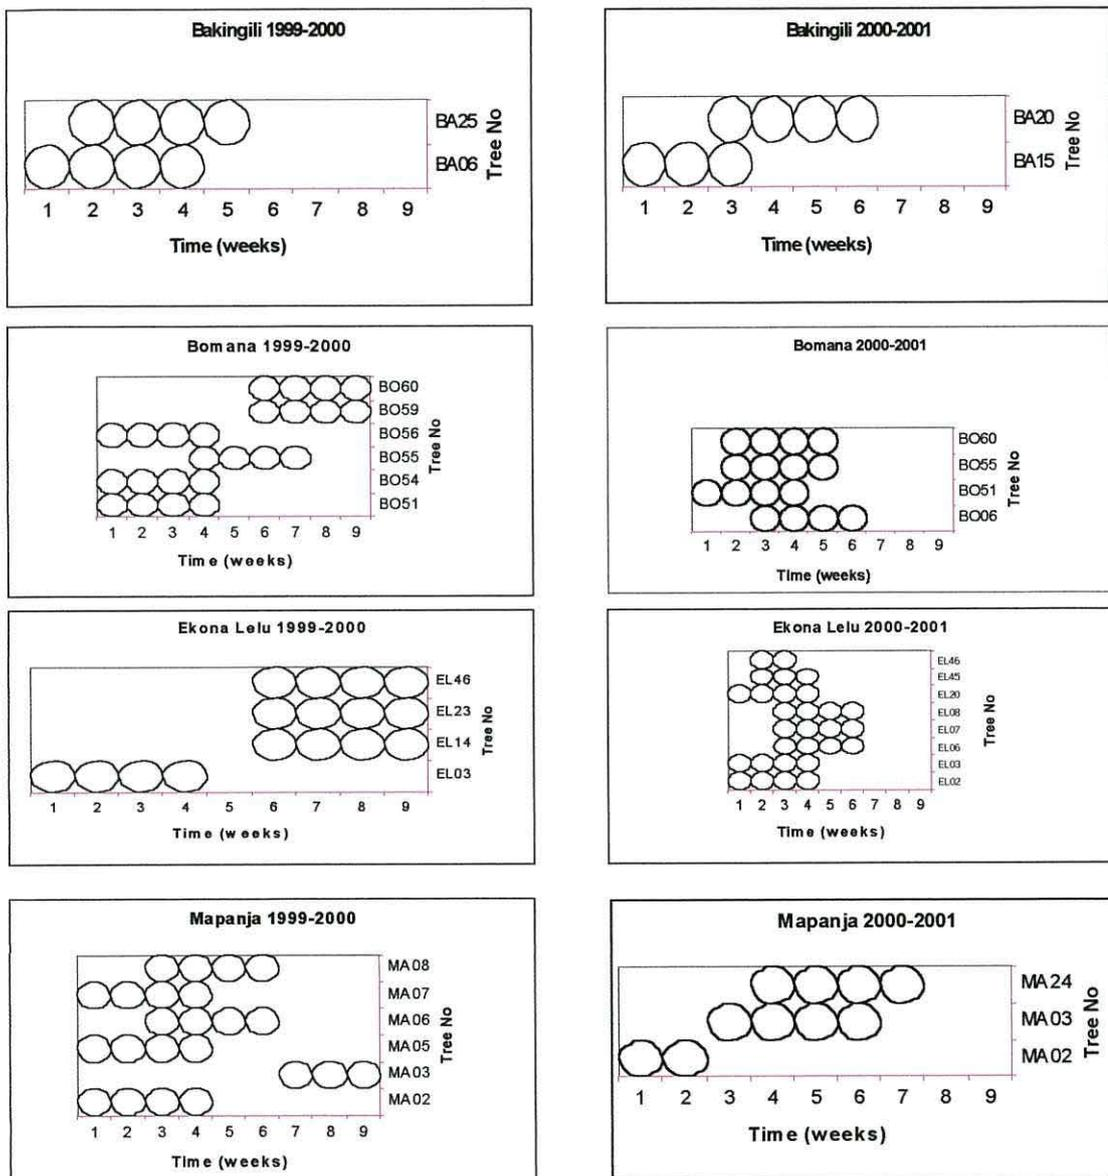 Bakingili 1999-2000
BA25
BA06
Tree No
1 2 3 4 5 6 7 8 9
Time (weeks)
Bakingili 2000-2001
BA20
BA15
Tree No
1 2 3 4 5 6 7 8 9
Time (weeks)
Bomana 1999-2000
BO60
BO59
BO56
BO55
BO54
BO51
Tree No
1 2 3 4 5 6 7 8 9
Time (weeks)
Bomana 2000-2001
BO60
BO55
BO51
BO06
Tree No
1 2 3 4 5 6 7 8 9
Time (weeks)
Ekona Lelu 1999-2000
EL46
EL23
EL14
EL03
Tree No
1 2 3 4 5 6 7 8 9
Time (weeks)
Ekona Lelu 2000-2001
EL46
EL45
EL20
EL08
EL07
EL06
EL03
EL02
Tree No
1 2 3 4 5 6 7 8 9
Time (weeks)
Mapanja 1999-2000
MA08
MA07
MA06
MA05
MA03
MA02
Tree No
1 2 3 4 5 6 7 8 9
Time (weeks)
Mapanja 2000-2001
MA24
MA03
MA02
Tree No
1 2 3 4 5 6 7 8 9
Time (weeks)